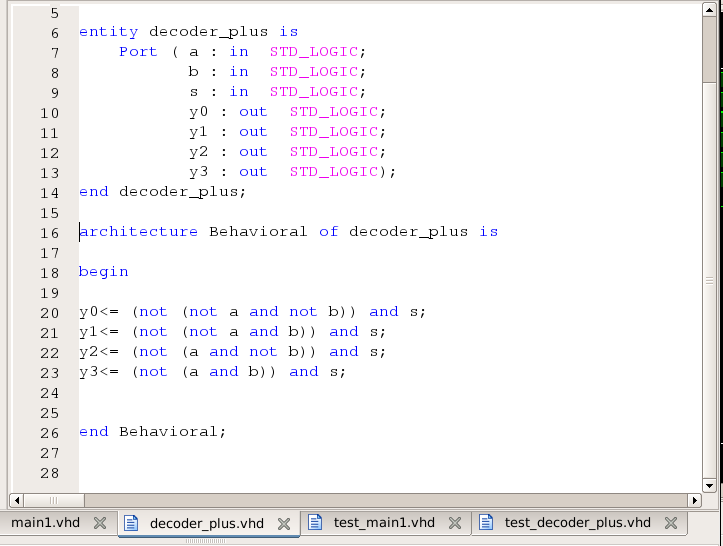 5
6 entity decoder_plus is
7 Port ( a : in STD_LOGIC;
8 b : in STD_LOGIC;
9 s : in STD_LOGIC;
10 y0 : out STD_LOGIC;
11 y1 : out STD_LOGIC;
12 y2 : out STD_LOGIC;
13 y3 : out STD_LOGIC);
14 end decoder_plus;
15
16 architecture Behavioral of decoder_plus is
17
18 begin
19
20 y0<= (not (not a and not b)) and s;
21 y1<= (not (not a and b)) and s;
22 y2<= (not (a and not b)) and s;
23 y3<= (not (a and b)) and s;
24
25
26 end Behavioral;
27
28
main1.vhd decoder_plus.vhd test_main1.vhd test_decoder_plus.vhd